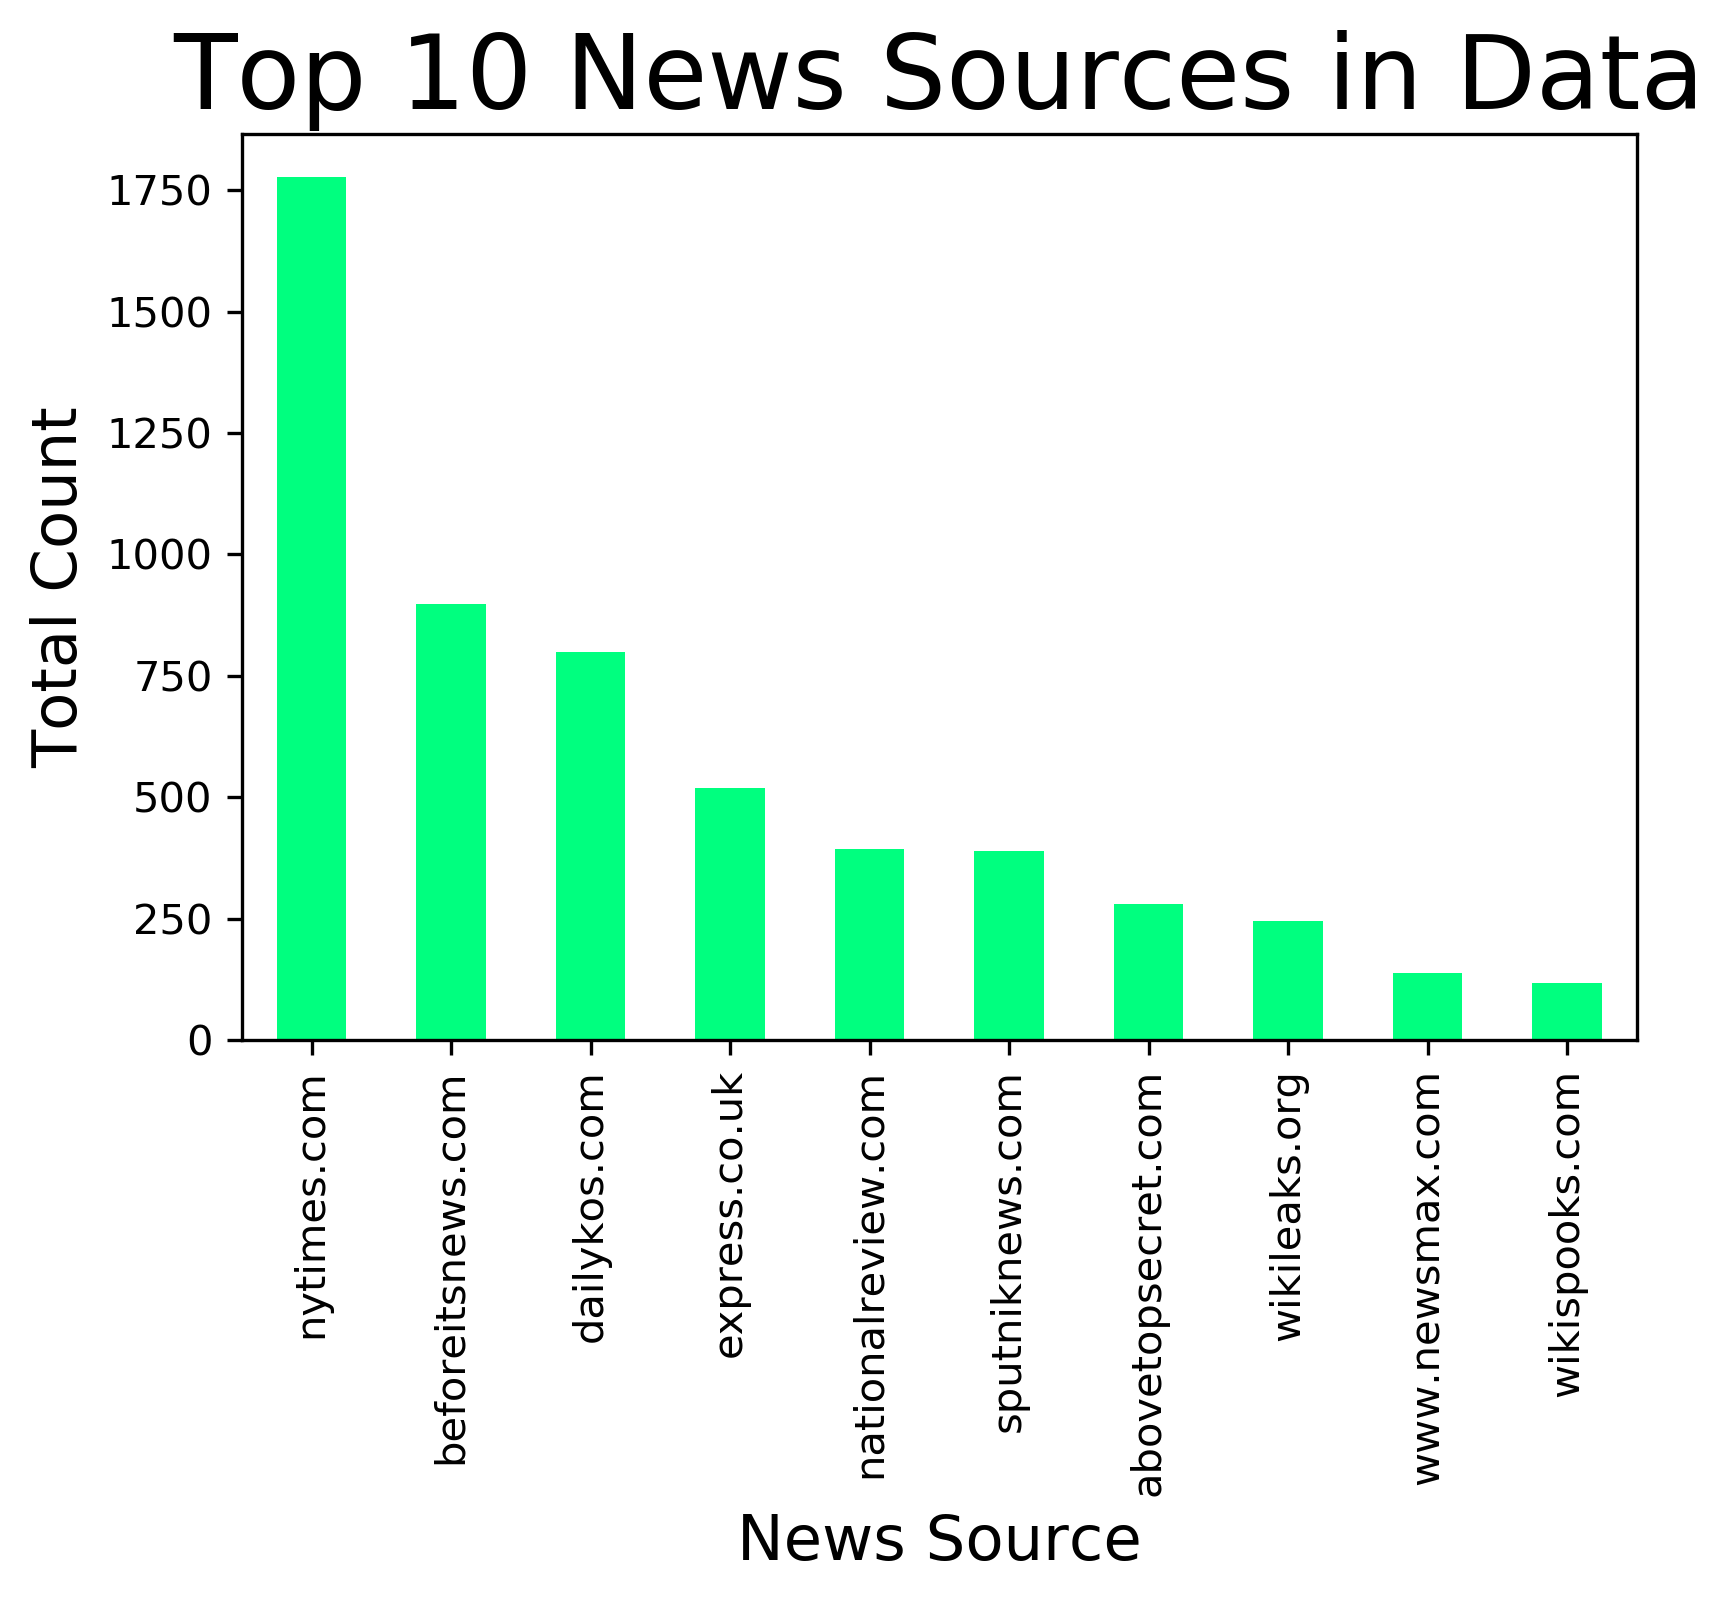 Top 10 News Sources in Data
Total Count
1750
1500
1250
1000
750
500
250
0
nytimes.com
beforeitsnews.com
dailykos.com
express.co.uk
nationalreview.com
sputniknews.com
abovetopsecret.com
wikileaks.org
www.newsmax.com
wikispooks.com
News Source